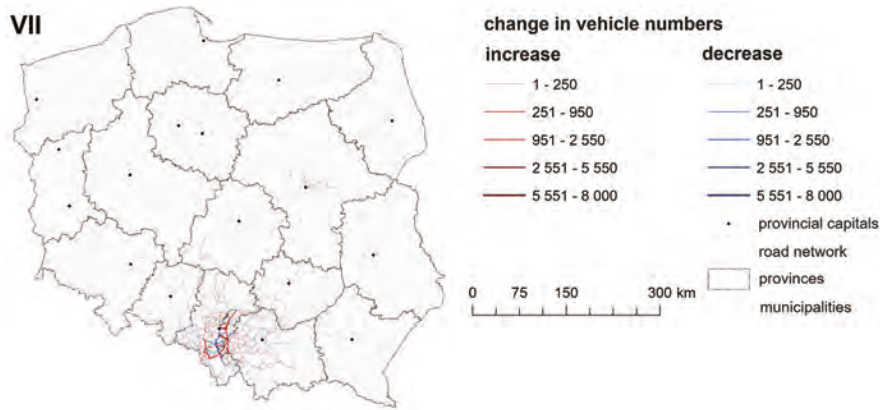 VII
change in vehicle numbers
increase
1 - 250
251 - 950
951 - 2 550
2 551 - 5 550
5 551 - 8 000
decrease
1 - 250
251 - 950
951 - 2 550
2 551 - 5 550
5 551 - 8 000
provincial capitals
road network
provinces
municipalities
0 75 150 300 km